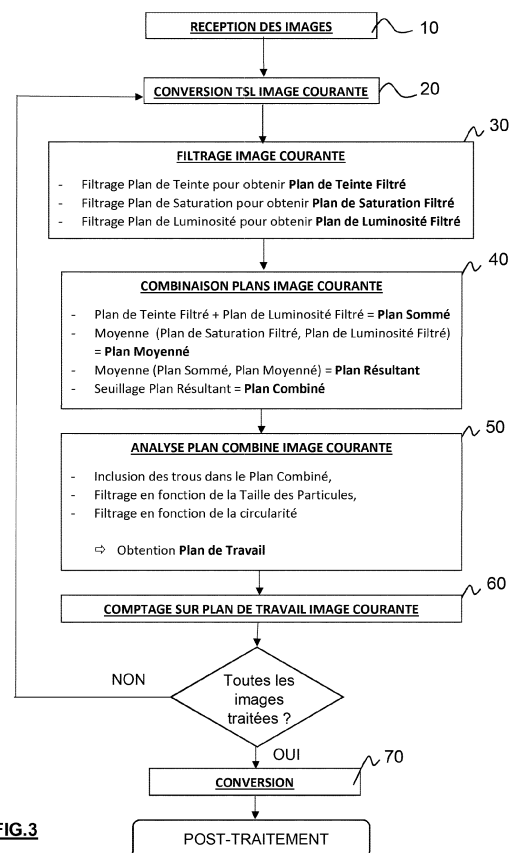 RECEPTION DES IMAGES
10
CONVERSION TSL IMAGE COURANTE
20
30
FILTRAGE IMAGE COURANTE
- Filtrage Plan de Teinte pour obtenir Plan de Teinte Filtré
- Filtrage Plan de Saturation pour obtenir Plan de Saturation Filtré
- Filtrage Plan de Luminosité pour obtenir Plan de Luminosité Filtré
40
COMBINAISON PLANS IMAGE COURANTE
- Plan de Teinte Filtré + Plan de Luminosité Filtré = Plan Sommé
- Moyenne (Plan de Saturation Filtré, Plan de Luminosité Filtré)
= Plan Moyenné
- Moyenne (Plan Sommé, Plan Moyenné) = Plan Résultant
- Seuillage Plan Résultant = Plan Combiné
50
ANALYSE PLAN COMBINE IMAGE COURANTE
- Inclusion des trous dans le Plan Combiné,
- Filtrage en fonction de la Taille des Particules,
- Filtrage en fonction de la circularité
⇨ Obtention Plan de Travail
60
COMPTAGE SUR PLAN DE TRAVAIL IMAGE COURANTE
NON
Toutes les
images
traitées ?
OUI
70
CONVERSION
FIG.3
POST-TRAITEMENT